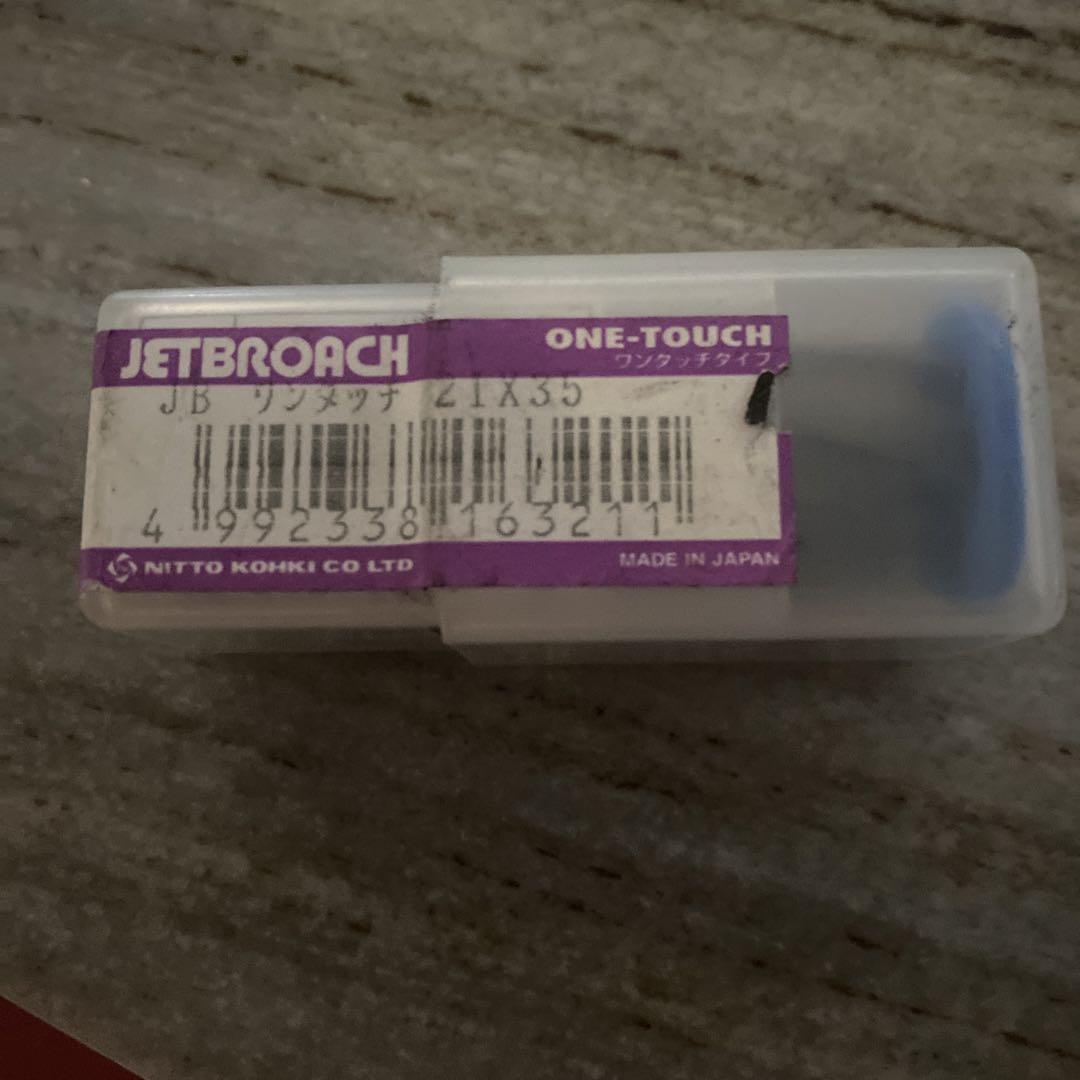 JETBROACH
ONE-TOUCH
ワンタッチタイプ
JB ワンタッチ 21X35
4 992338 163211
NITTO KOHKI CO LTD
MADE IN JAPAN